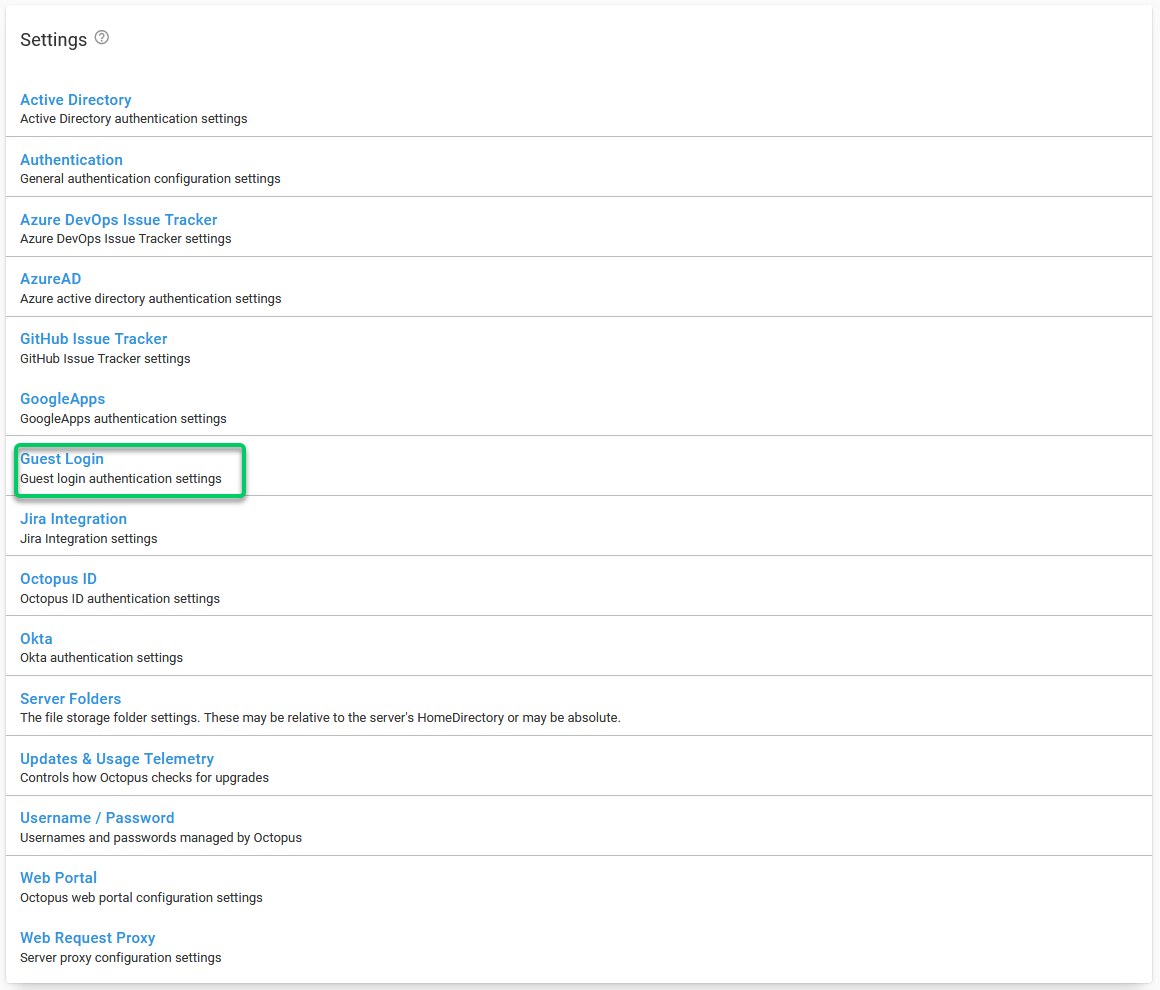 Settings
Active Directory
Active Directory authentication settings
Authentication
General authentication configuration settings
Azure DevOps Issue Tracker
Azure DevOps Issue Tracker settings
AzureAD
Azure active directory authentication settings
GitHub Issue Tracker
GitHub Issue Tracker settings
GoogleApps
GoogleApps authentication settings
Guest Login
Guest login authentication settings
Jira Integration
Jira Integration settings
Octopus ID
Octopus ID authentication settings
Okta
Okta authentication settings
Server Folders
The file storage folder settings. These may be relative to the server's HomeDirectory or may be absolute.
Updates & Usage Telemetry
Controls how Octopus checks for upgrades
Username / Password
Usernames and passwords managed by Octopus
Web Portal
Octopus web portal configuration settings
Web Request Proxy
Server proxy configuration settings